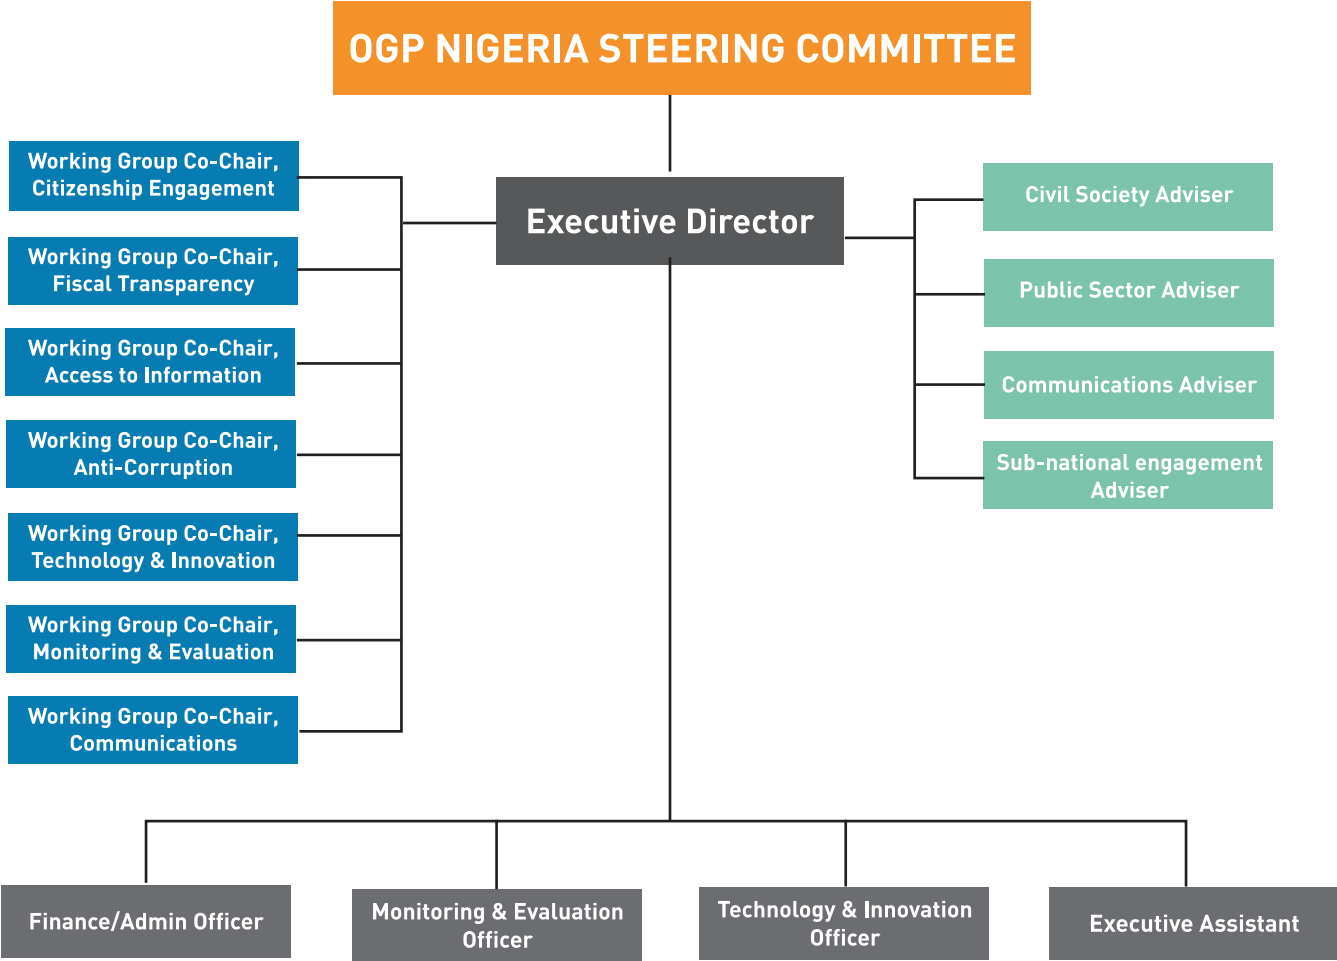 OGP NIGERIA STEERING COMMITTEE
Executive Director
Working Group Co-Chair,
Citizenship Engagement
Working Group Co-Chair,
Fiscal Transparency
Working Group Co-Chair,
Access to Information
Working Group Co-Chair,
Anti-Corruption
Working Group Co-Chair,
Technology & Innovation
Working Group Co-Chair,
Monitoring & Evaluation
Working Group Co-Chair,
Communications
Civil Society Adviser
Public Sector Adviser
Communications Adviser
Sub-national engagement
Adviser
Finance/Admin Officer
Monitoring & Evaluation
Officer
Technology & Innovation
Officer
Executive Assistant